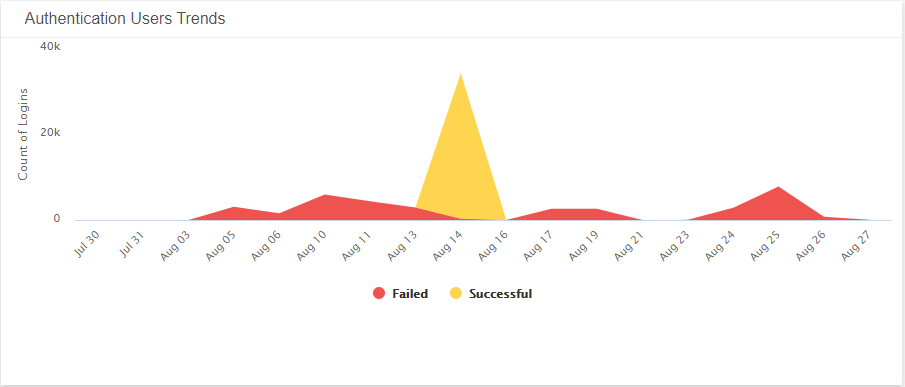 Authentication Users Trends
40k
20k
0
Count of Logins
Jul 30
Jul 31
Aug 03
Aug 05
Aug 06
Aug 10
Aug 11
Aug 13
Aug 14
Aug 16
Aug 17
Aug 19
Aug 21
Aug 23
Aug 24
Aug 25
Aug 26
Aug 27
Failed Successful